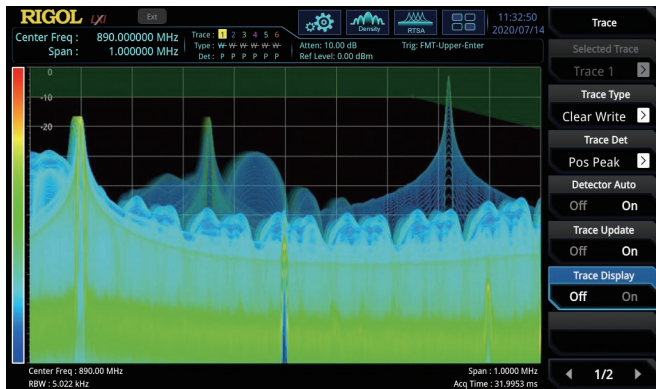 RIGOL LXI Ext 11:32:50
2020/07/14
Center Freq : 890.000000 MHz
Span : 1.000000 MHz
Trace : 1 2 3 4 5 6
Type : W W W W W W
Det : P P P P P P
Density
RTSA
Atten: 10.00 dB Trig: FMT-Upper-Enter
Ref Level: 0.00 dBm
0
-10
-20
Center Freq : 890.00 MHz Span : 1.0000 MHz
RBW : 5.022 kHz Acq Time : 31.9953 ms
Trace
Selected Trace
Trace 1
Trace Type
Clear Write
Trace Det
Pos Peak
Detector Auto
Off On
Trace Update
Off On
Trace Display
Off On
1/2